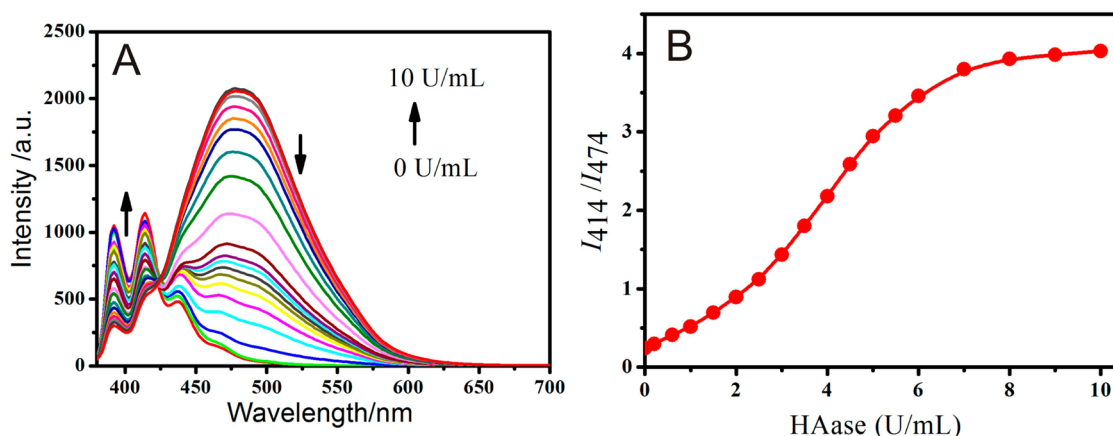 A
10 U/mL
0 U/mL
2500
2000
1500
1000
500
0
Intensity /a.u.
400 450 500 550 600 650 700
Wavelength/nm
B
4
3
2
1
0
I414 /I474
0 2 4 6 8 10
HAase (U/mL)